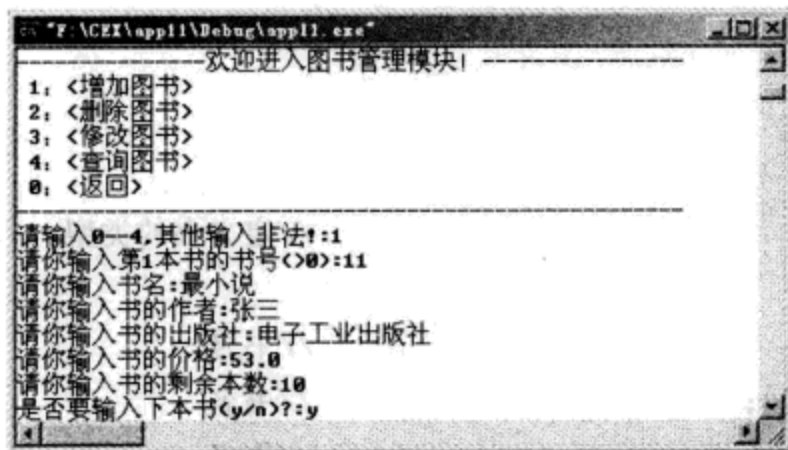 "F:\CEX\app11\Debug\app11.exe"
----------------欢迎进入图书管理模块! -----------------
1: <增加图书>
2: <删除图书>
3: <修改图书>
4: <查询图书>
0: <返回>
--------------------------------------------------------
请输入0--4,其他输入非法!:1
请你输入第1本书的书号(>0):11
请你输入书名:最小说
请你输入书的作者:张三
请你输入书的出版社:电子工业出版社
请你输入书的价格:53.0
请你输入书的剩余本数:10
是否要输入下本书(y/n)?:y